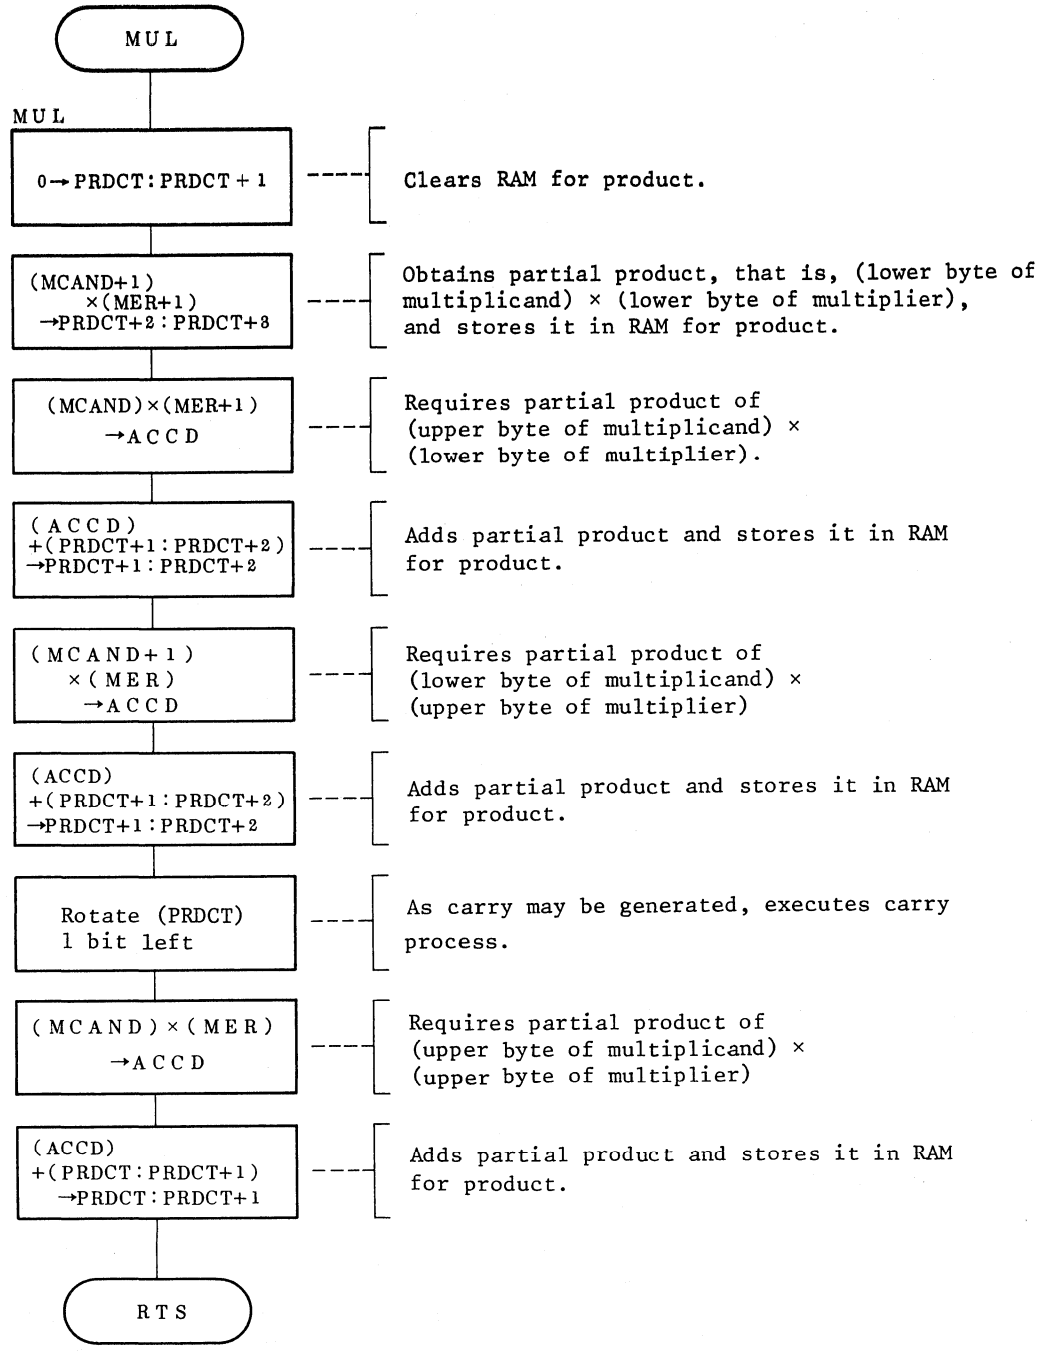 MUL
MUL
0→PRDCT:PRDCT+1
Clears RAM for product.
(MCAND+1)
×(MER+1)
→PRDCT+2:PRDCT+3
Obtains partial product, that is, (lower byte of
multiplicand) × (lower byte of multiplier),
and stores it in RAM for product.
(MCAND)×(MER+1)
→ACCD
Requires partial product of
(upper byte of multiplicand) ×
(lower byte of multiplier).
(ACCD)
+(PRDCT+1:PRDCT+2)
→PRDCT+1:PRDCT+2
Adds partial product and stores it in RAM
for product.
(MCAND+1)
×(MER)
→ACCD
Requires partial product of
(lower byte of multiplicand) ×
(upper byte of multiplier)
(ACCD)
+(PRDCT+1:PRDCT+2)
→PRDCT+1:PRDCT+2
Adds partial product and stores it in RAM
for product.
Rotate (PRDCT)
1 bit left
As carry may be generated, executes carry
process.
(MCAND)×(MER)
→ACCD
Requires partial product of
(upper byte of multiplicand) ×
(upper byte of multiplier)
(ACCD)
+(PRDCT:PRDCT+1)
→PRDCT:PRDCT+1
Adds partial product and stores it in RAM
for product.
RTS